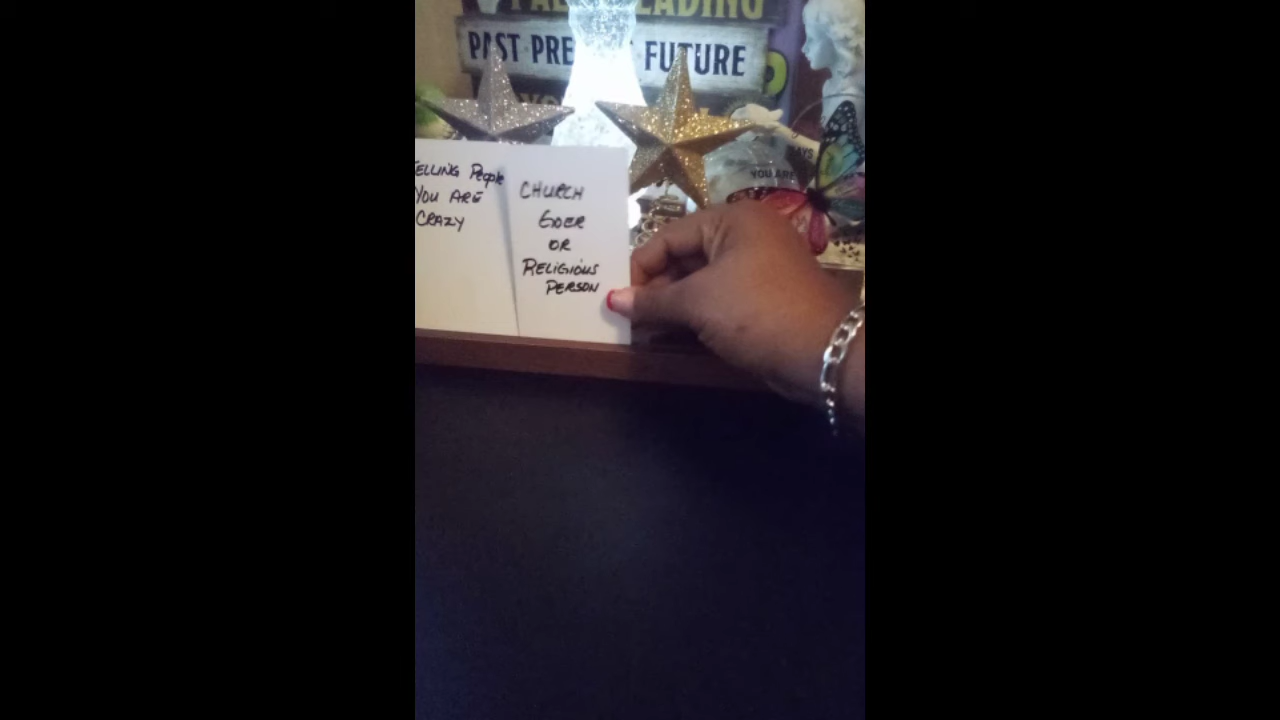 PAST PRE
FUTURE
YOU ARE
ELLING People
YOU ARE
CRAZY
CHURCH
GOER
OR
RELIGIOUS
PERSON